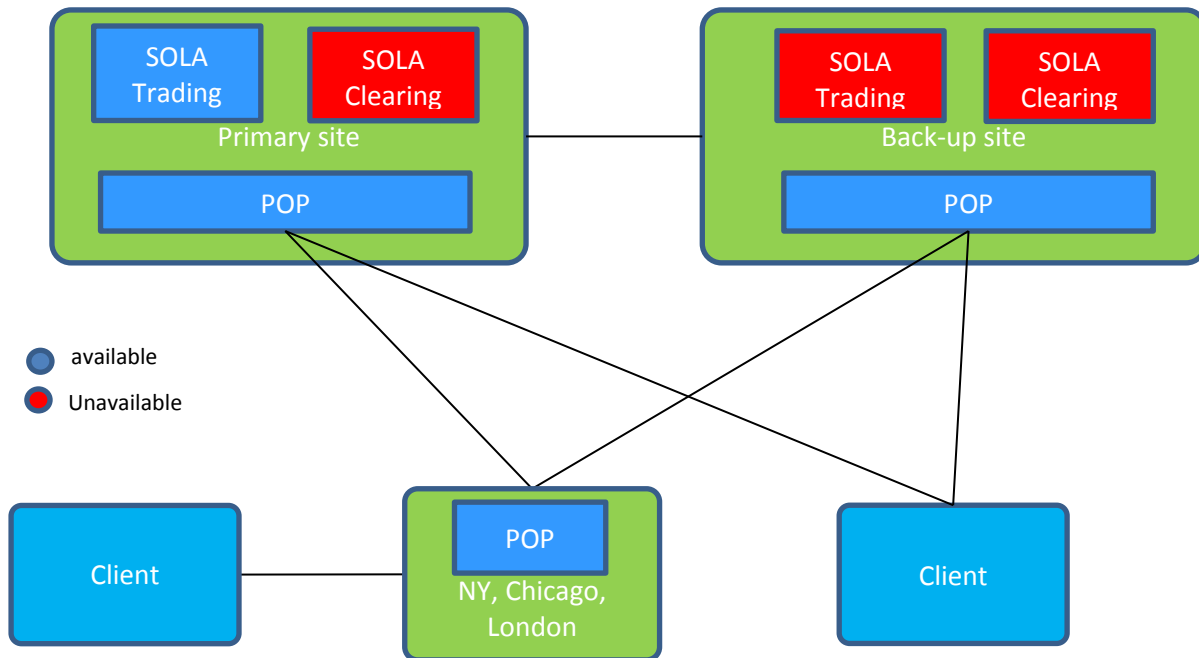 SOLA
Trading
SOLA
Clearing
Primary site
POP
SOLA
Trading
SOLA
Clearing
Back-up site
POP
available
Unavailable
Client
POP
NY, Chicago,
London
Client